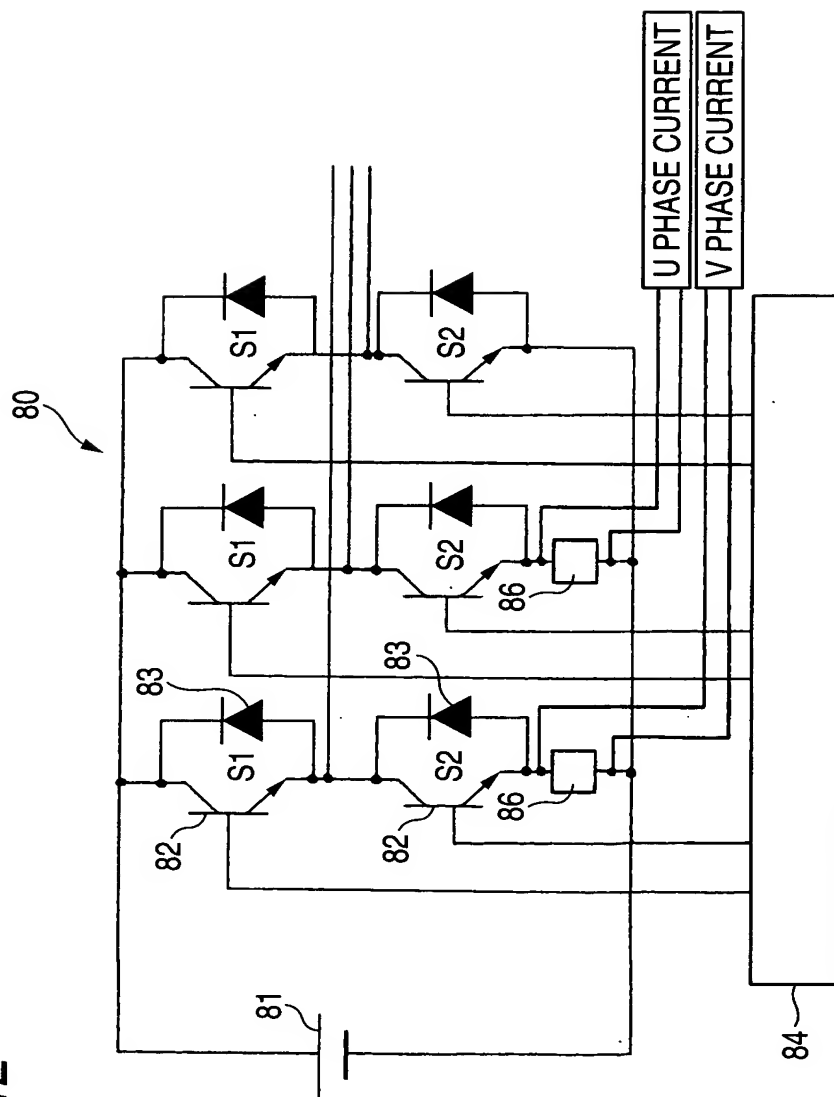 80
83
S1
S1
S1
82
81
83
S2
S2
S2
82
86
86
U PHASE CURRENT
V PHASE CURRENT
84